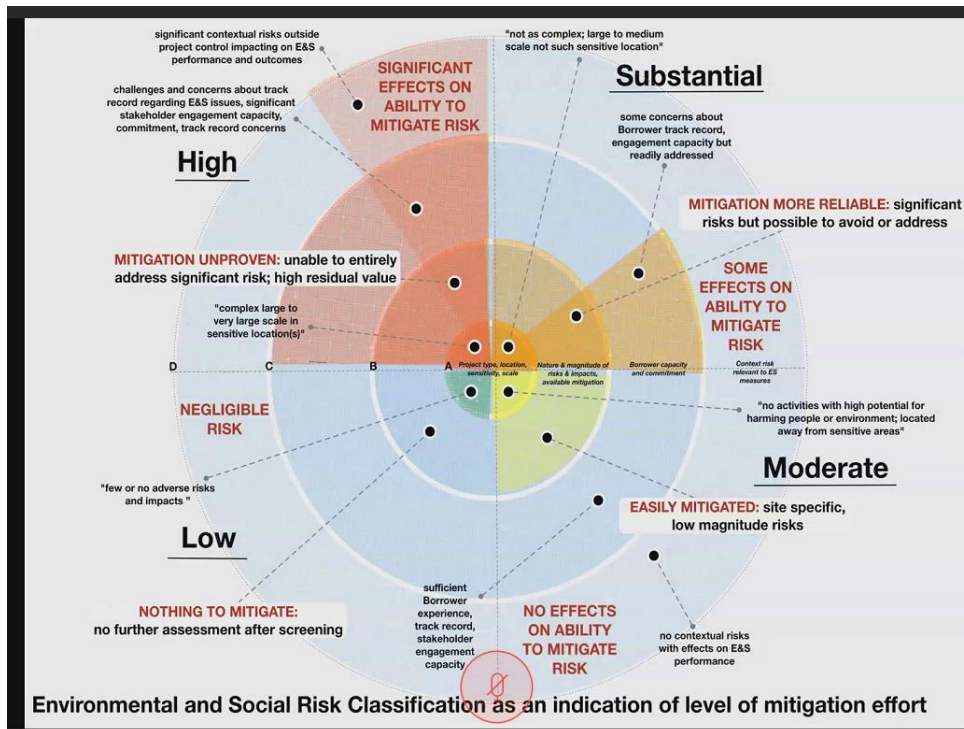 significant contextual risks outside
project control impacting on E&S
performance and outcomes
"not as complex; large to medium
scale not such sensitive location"
SIGNIFICANT
EFFECTS ON
ABILITY TO
MITIGATE RISK
Substantial
challenges and concerns about track
record regarding E&S issues, significant
stakeholder engagement capacity,
commitment, track record concerns
some concerns about
Borrower track record,
engagement capacity but
readily addressed
High
MITIGATION MORE RELIABLE: significant
risks but possible to avoid or address
MITIGATION UNPROVEN: unable to entirely
address significant risk; high residual value
SOME
EFFECTS ON
ABILITY TO
MITIGATE
RISK
"complex large to
very large scale in
sensitive location(s)"
D
C
B
A
Project type, location,
sensitivity, scale
Nature & magnitude of
risks & impacts,
available mitigation
Borrower capacity
and commitment
Context risk
relevant to ES
measures
NEGLIGIBLE
RISK
"no activities with high potential for
harming people or environment; located
away from sensitive areas"
Moderate
"few or no adverse risks
and impacts "
EASILY MITIGATED: site specific,
low magnitude risks
Low
NOTHING TO MITIGATE:
no further assessment after screening
sufficient
Borrower
experience,
track record,
stakeholder
engagement
capacity
NO EFFECTS
ON ABILITY
TO MITIGATE
RISK
no contextual risks
with effects on E&S
performance
Environmental and Social Risk Classification as an indication of level of mitigation effort